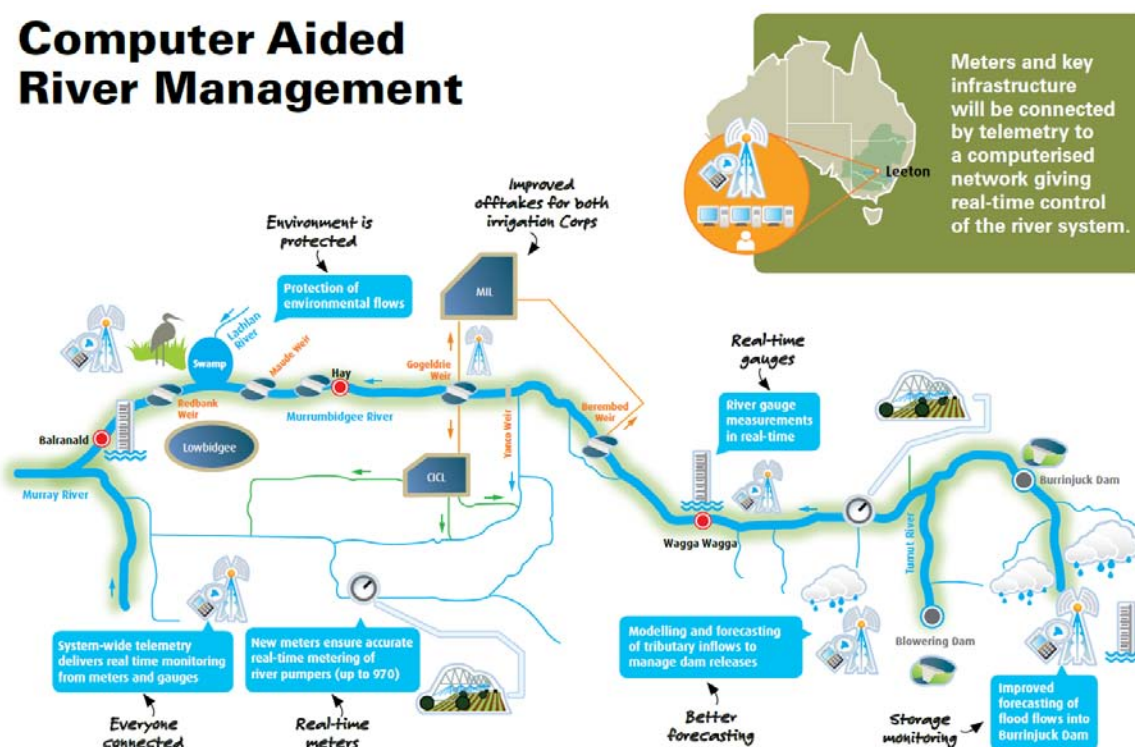 Computer Aided
River Management
Meters and key
infrastructure
will be connected
by telemetry to
a computerised
network giving
real-time control
of the river system.
Leeton
Improved
offtakes for both
irrigation Corps
Environment is
protected
Protection of
environmental flows
MIL
Lachlan
River
Swamp
Maude Weir
Hay
Gogeldrie
Weir
Real-time
gauges
Redbank
Weir
Murrumbidgee River
Yanco Weir
Berembed
Weir
River gauge
measurements
in real-time
Balranald
Lowbidgee
CICL
Murray River
Burrinjuck Dam
Wagga Wagga
Tumut River
Blowering Dam
System-wide telemetry
delivers real time monitoring
from meters and gauges
New meters ensure accurate
real-time metering of
river pumpers (up to 970)
Modelling and forecasting
of tributary inflows to
manage dam releases
Improved
forecasting of
flood flows into
Burrinjuck Dam
Everyone
connected
Real-time
meters
Better
forecasting
Storage
monitoring